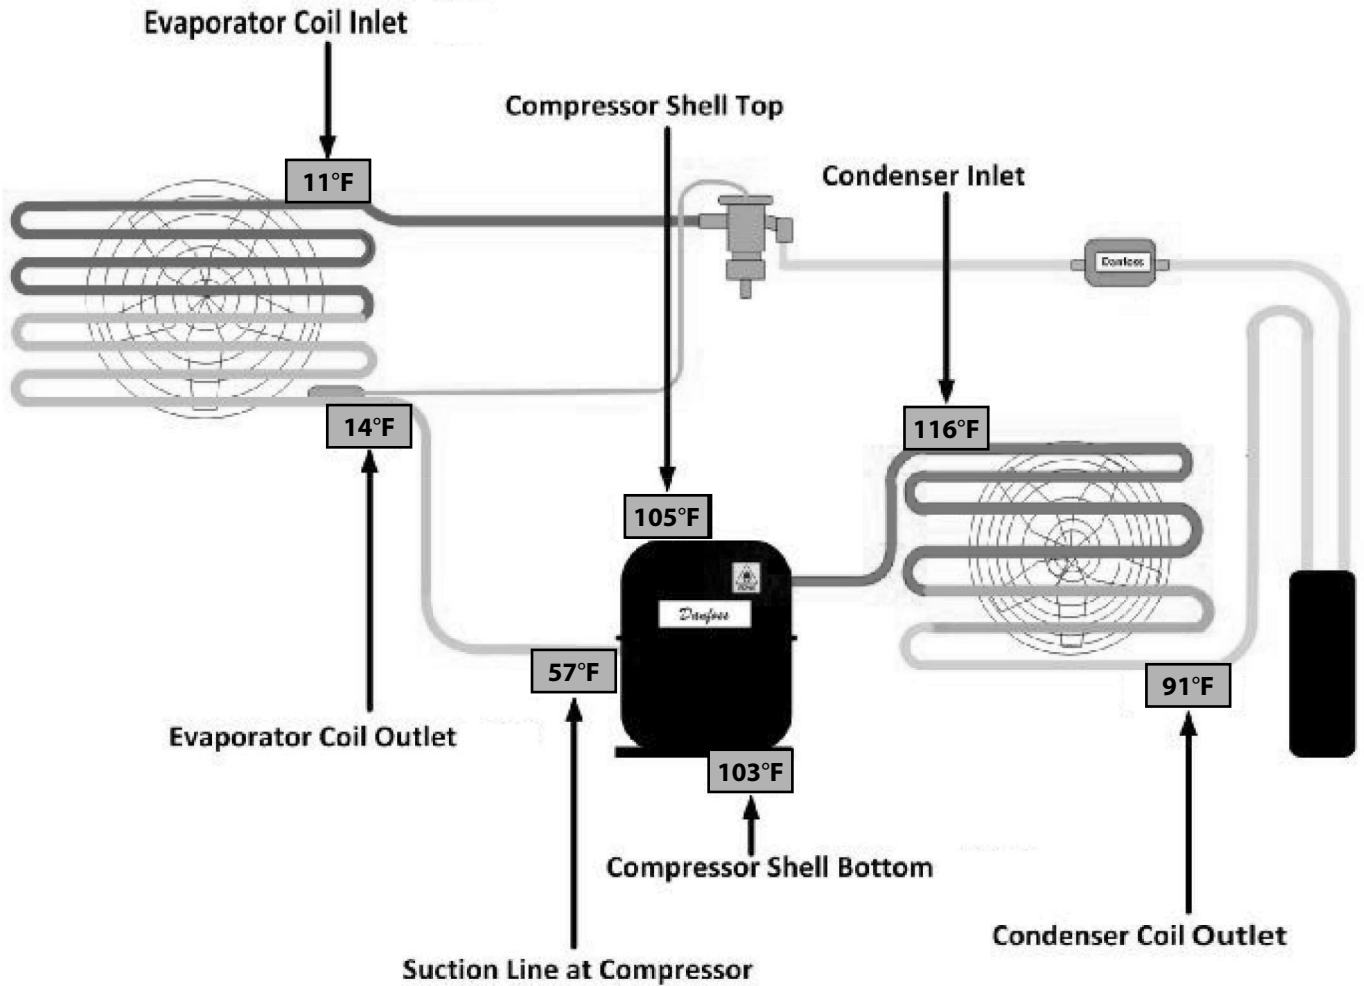 Evaporator Coil Inlet
Compressor Shell Top
11°F
Condenser Inlet
Danfoss
14°F
116°F
105°F
Danfoss
57°F
91°F
Evaporator Coil Outlet
103°F
Compressor Shell Bottom
Condenser Coil Outlet
Suction Line at Compressor